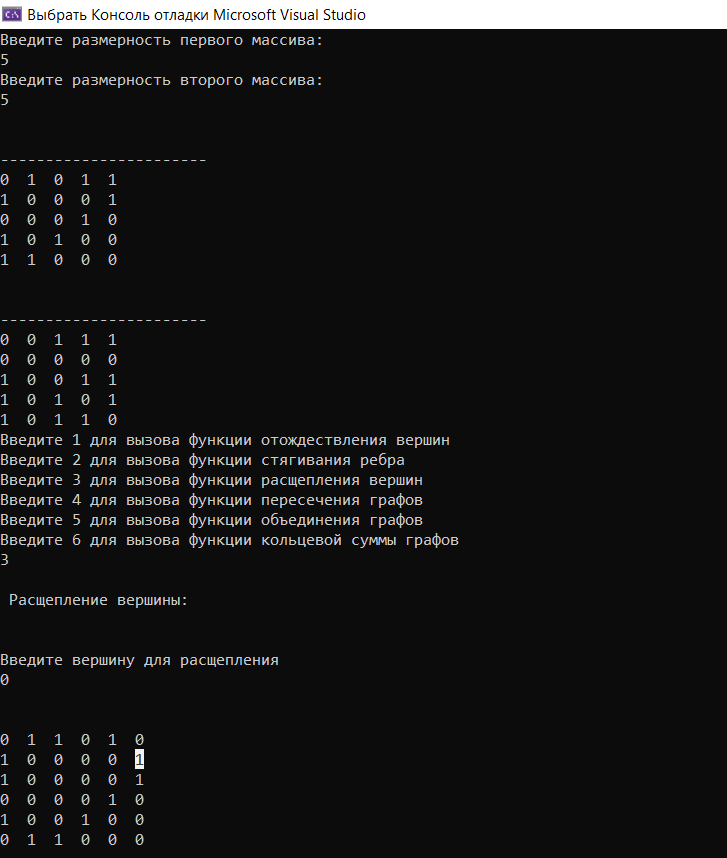 Выбрать Консоль отладки Microsoft Visual Studio
Введите размерность первого массива:
5
Введите размерность второго массива:
5
-----------------------
0 1 0 1 1
1 0 0 0 1
0 0 0 1 0
1 0 1 0 0
1 1 0 0 0
-----------------------
0 0 1 1 1
0 0 0 0 0
1 0 0 1 1
1 0 1 0 1
1 0 1 1 0
Введите 1 для вызова функции отождествления вершин
Введите 2 для вызова функции стягивания ребра
Введите 3 для вызова функции расщепления вершин
Введите 4 для вызова функции пересечения графов
Введите 5 для вызова функции объединения графов
Введите 6 для вызова функции кольцевой суммы графов
3
Расщепление вершины:
Введите вершину для расщепления
0
0 1 1 0 1 0
1 0 0 0 0 1
1 0 0 0 0 1
0 0 0 0 1 0
1 0 0 1 0 0
0 1 1 0 0 0